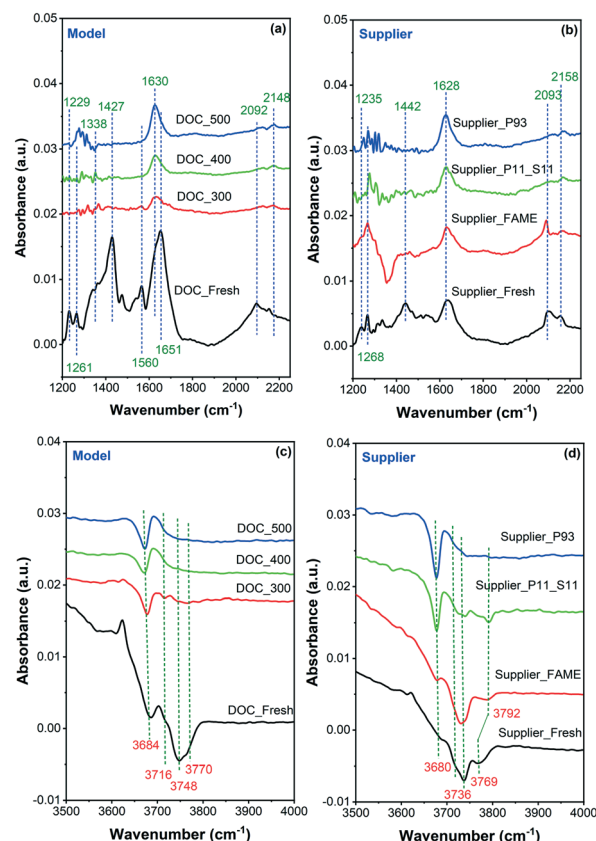 Model
(a)
1229
1338
1427
1630
2092
2148
DOC_500
DOC_400
DOC_300
DOC_Fresh
1261
1560
1651
0.05
0.04
0.03
0.02
0.01
0.00
1200 1400 1600 1800 2000 2200
Wavenumber (cm-1)
Absorbance (a.u.)
Supplier
(b)
1235
1442
1628
2093
2158
Supplier_P93
Supplier_P11_S11
Supplier_FAME
Supplier_Fresh
1268
0.05
0.04
0.03
0.02
0.01
0.00
1200 1400 1600 1800 2000 2200
Wavenumber (cm-1)
Absorbance (a.u.)
Model
(c)
DOC_500
DOC_400
DOC_300
DOC_Fresh
3684
3716
3748
3770
0.04
0.03
0.02
0.01
0.00
-0.01
3500 3600 3700 3800 3900 4000
Wavenumber (cm-1)
Absorbance (a.u.)
Supplier
(d)
Supplier_P93
Supplier_P11_S11
Supplier_FAME
3792
Supplier_Fresh
3680
3769
3736
0.04
0.03
0.02
0.01
0.00
-0.01
3500 3600 3700 3800 3900 4000
Wavenumber (cm-1)
Absorbance (a.u.)